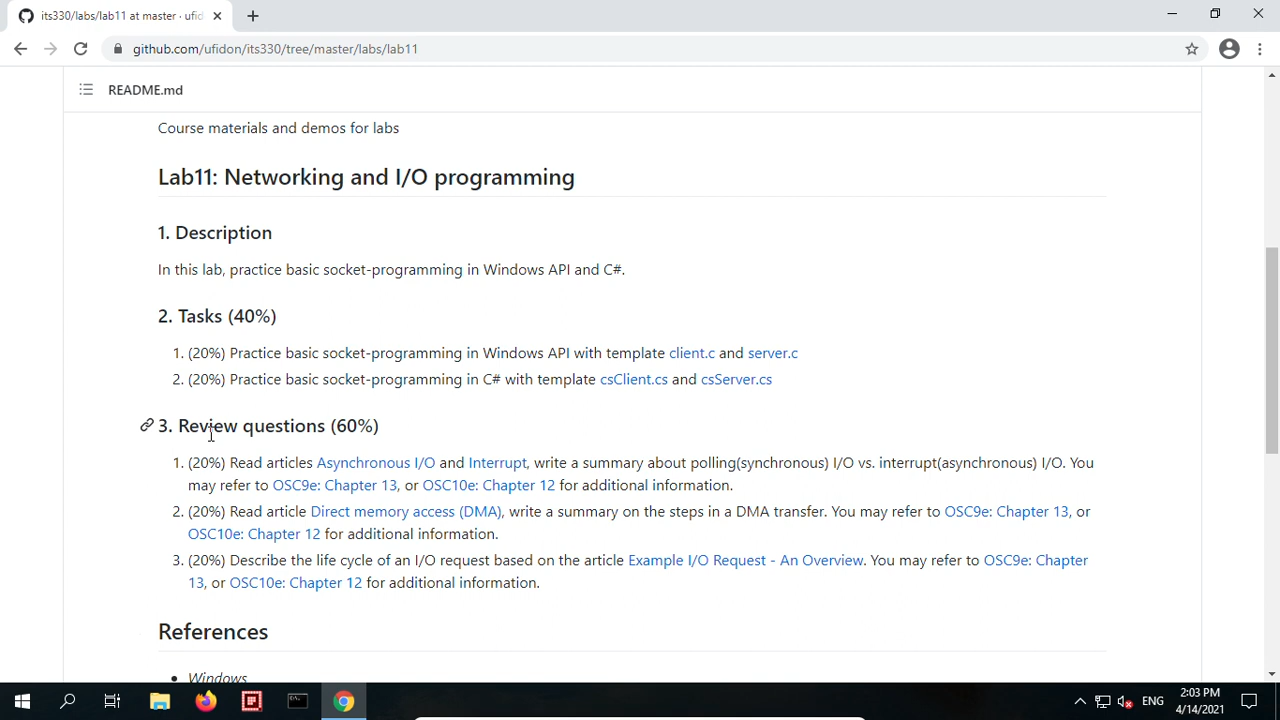 its330/labs/lab11 at master · ufid
github.com/ufidon/its330/tree/master/labs/lab11
README.md
Course materials and demos for labs
Lab11: Networking and I/O programming
1. Description
In this lab, practice basic socket-programming in Windows API and C#.
2. Tasks (40%)
1. (20%) Practice basic socket-programming in Windows API with template client.c and server.c
2. (20%) Practice basic socket-programming in C# with template csClient.cs and csServer.cs
3. Review questions (60%)
1. (20%) Read articles Asynchronous I/O and Interrupt, write a summary about polling(synchronous) I/O vs. interrupt(asynchronous) I/O. You
may refer to OSC9e: Chapter 13, or OSC10e: Chapter 12 for additional information.
2. (20%) Read article Direct memory access (DMA), write a summary on the steps in a DMA transfer. You may refer to OSC9e: Chapter 13, or
OSC10e: Chapter 12 for additional information.
3. (20%) Describe the life cycle of an I/O request based on the article Example I/O Request - An Overview. You may refer to OSC9e: Chapter
13, or OSC10e: Chapter 12 for additional information.
References
Windows
ENG
2:03 PM
4/14/2021